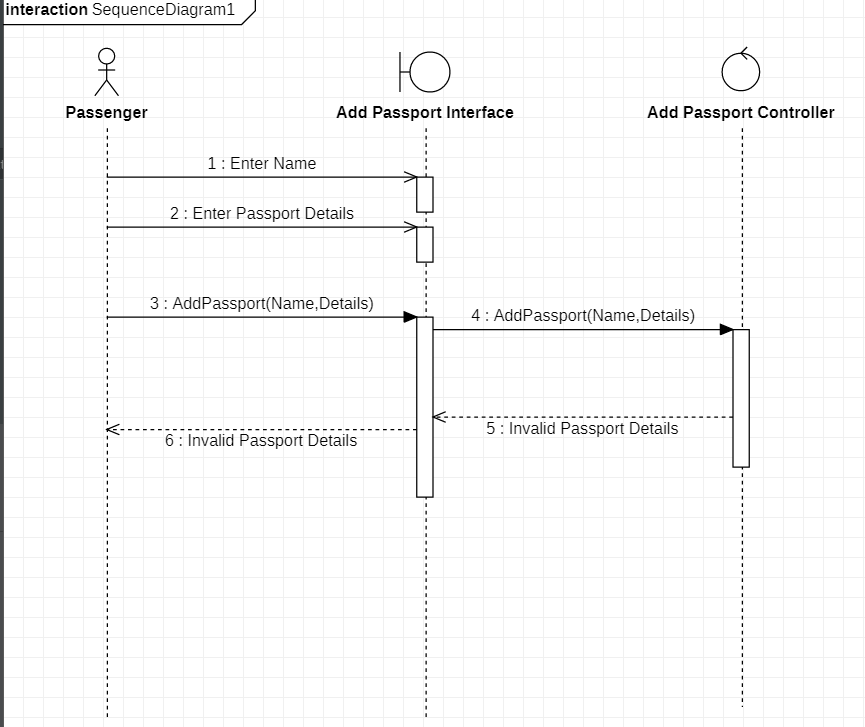 interaction SequenceDiagram1
Passenger
Add Passport Interface
Add Passport Controller
1 : Enter Name
2 : Enter Passport Details
3 : AddPassport(Name,Details)
4 : AddPassport(Name,Details)
5 : Invalid Passport Details
6 : Invalid Passport Details